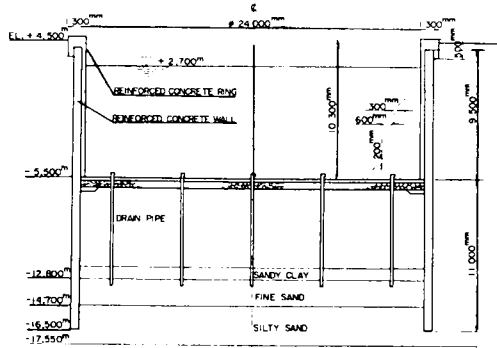 ℄
1 300mm
ø 24 000mm
1 300mm
EL. + 4.500m
+ 2.700m
500mm
REINFORCED CONCRETE RING
REINFORCED CONCRETE WALL
10 300mm
300mm
600mm
200mm
9.500mm
-5,500m
DRAIN PIPE
11.000mm
-12.800m
SANDY CLAY
FINE SAND
-14,700m
SILTY SAND
-16,500m
-17.550m